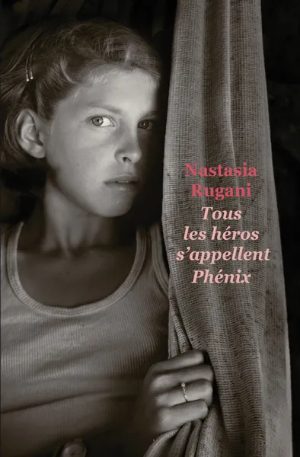 Nastasia
Rugani
Tous
les héros
s'appellent
Phénix